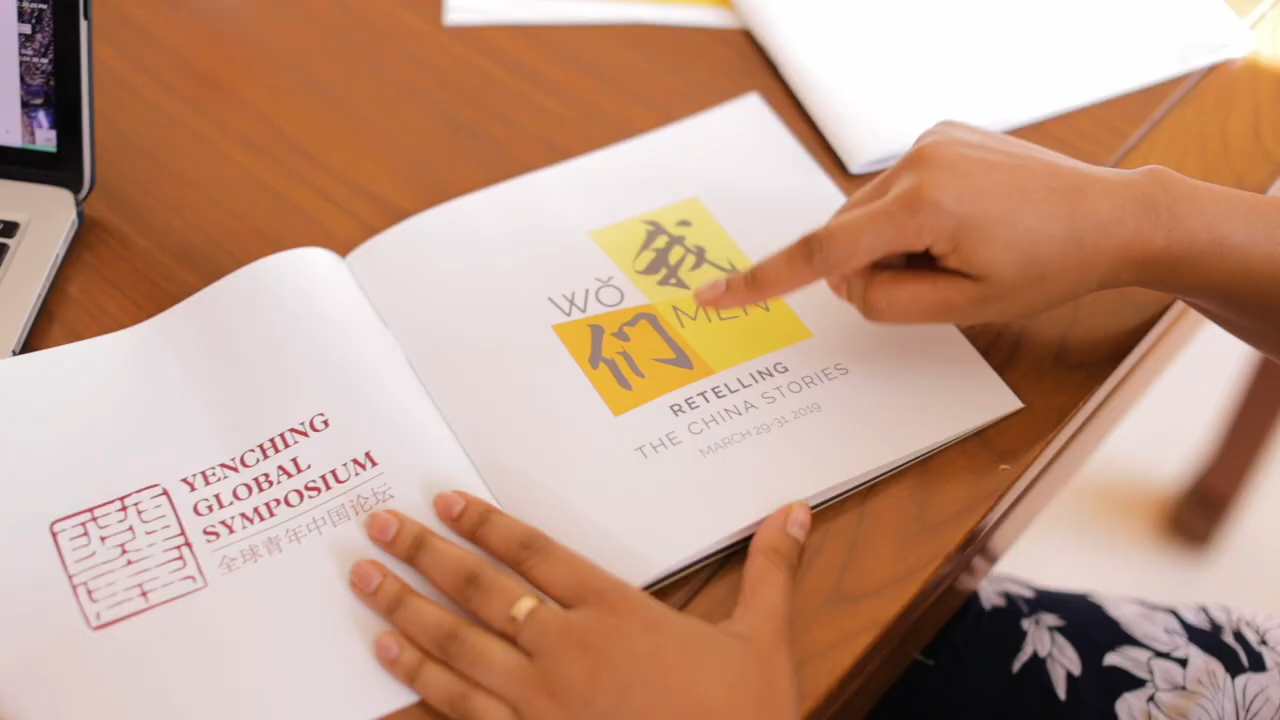 YENCHING
GLOBAL
SYMPOSIUM
全球青年中国论坛
我
WǑ
MEN
们
RETELLING
THE CHINA STORIES
MARCH 29-31, 2019